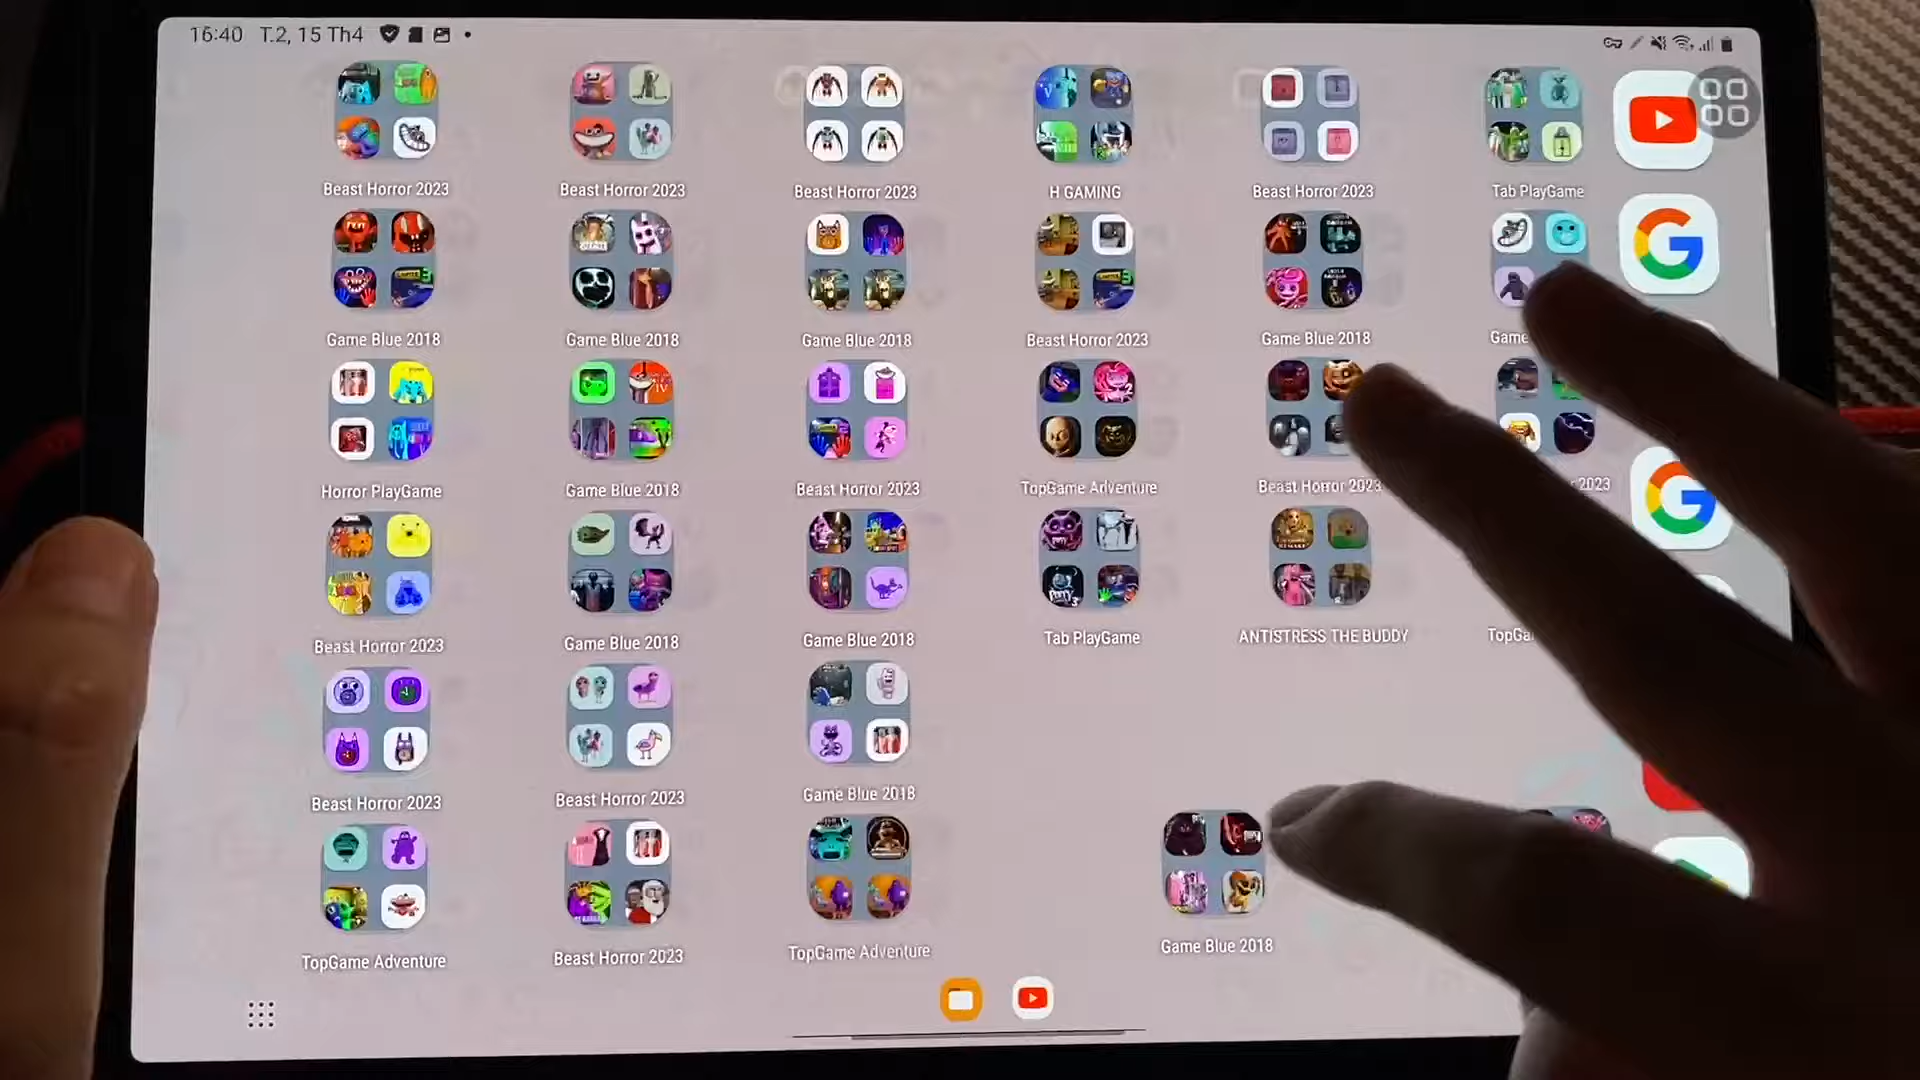 16:40 T.2, 15 Th4
Beast Horror 2023
Beast Horror 2023
Beast Horror 2023
H GAMING
Beast Horror 2023
Tab PlayGame
Game Blue 2018
Game Blue 2018
Game Blue 2018
Beast Horror 2023
Game Blue 2018
Game
Horror PlayGame
Game Blue 2018
Beast Horror 2023
TopGame Adventure
Beast Horror 2023
2023
Beast Horror 2023
Game Blue 2018
Game Blue 2018
Tab PlayGame
ANTISTRESS THE BUDDY
TopGa
Beast Horror 2023
Beast Horror 2023
Game Blue 2018
TopGame Adventure
Beast Horror 2023
TopGame Adventure
Game Blue 2018